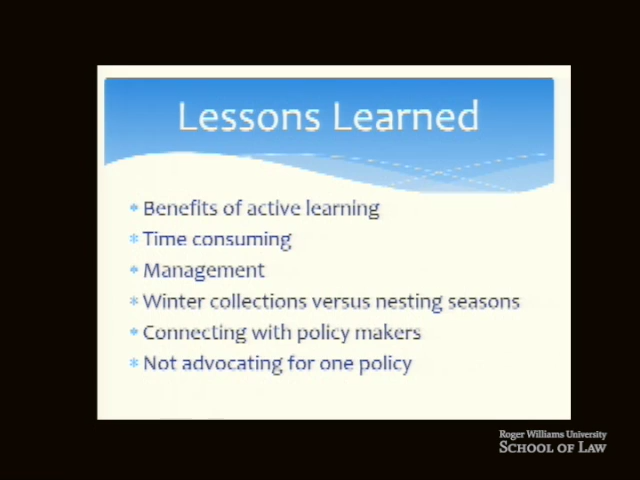 Lessons Learned
* Benefits of active learning
* Time consuming
* Management
* Winter collections versus nesting seasons
* Connecting with policy makers
* Not advocating for one policy
Roger Williams University
SCHOOL OF LAW